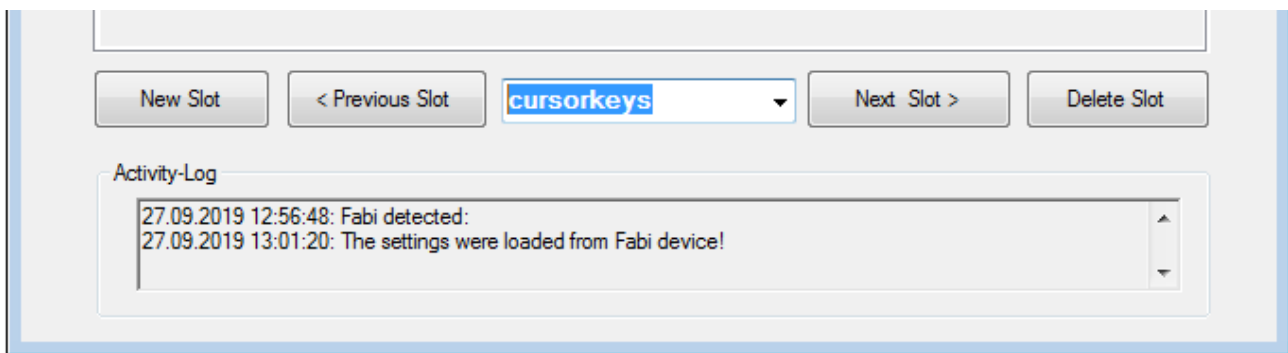 New Slot < Previous Slot cursorkeys Next Slot > Delete Slot
Activity-Log
27.09.2019 12:56:48: Fabi detected:
27.09.2019 13:01:20: The settings were loaded from Fabi device!